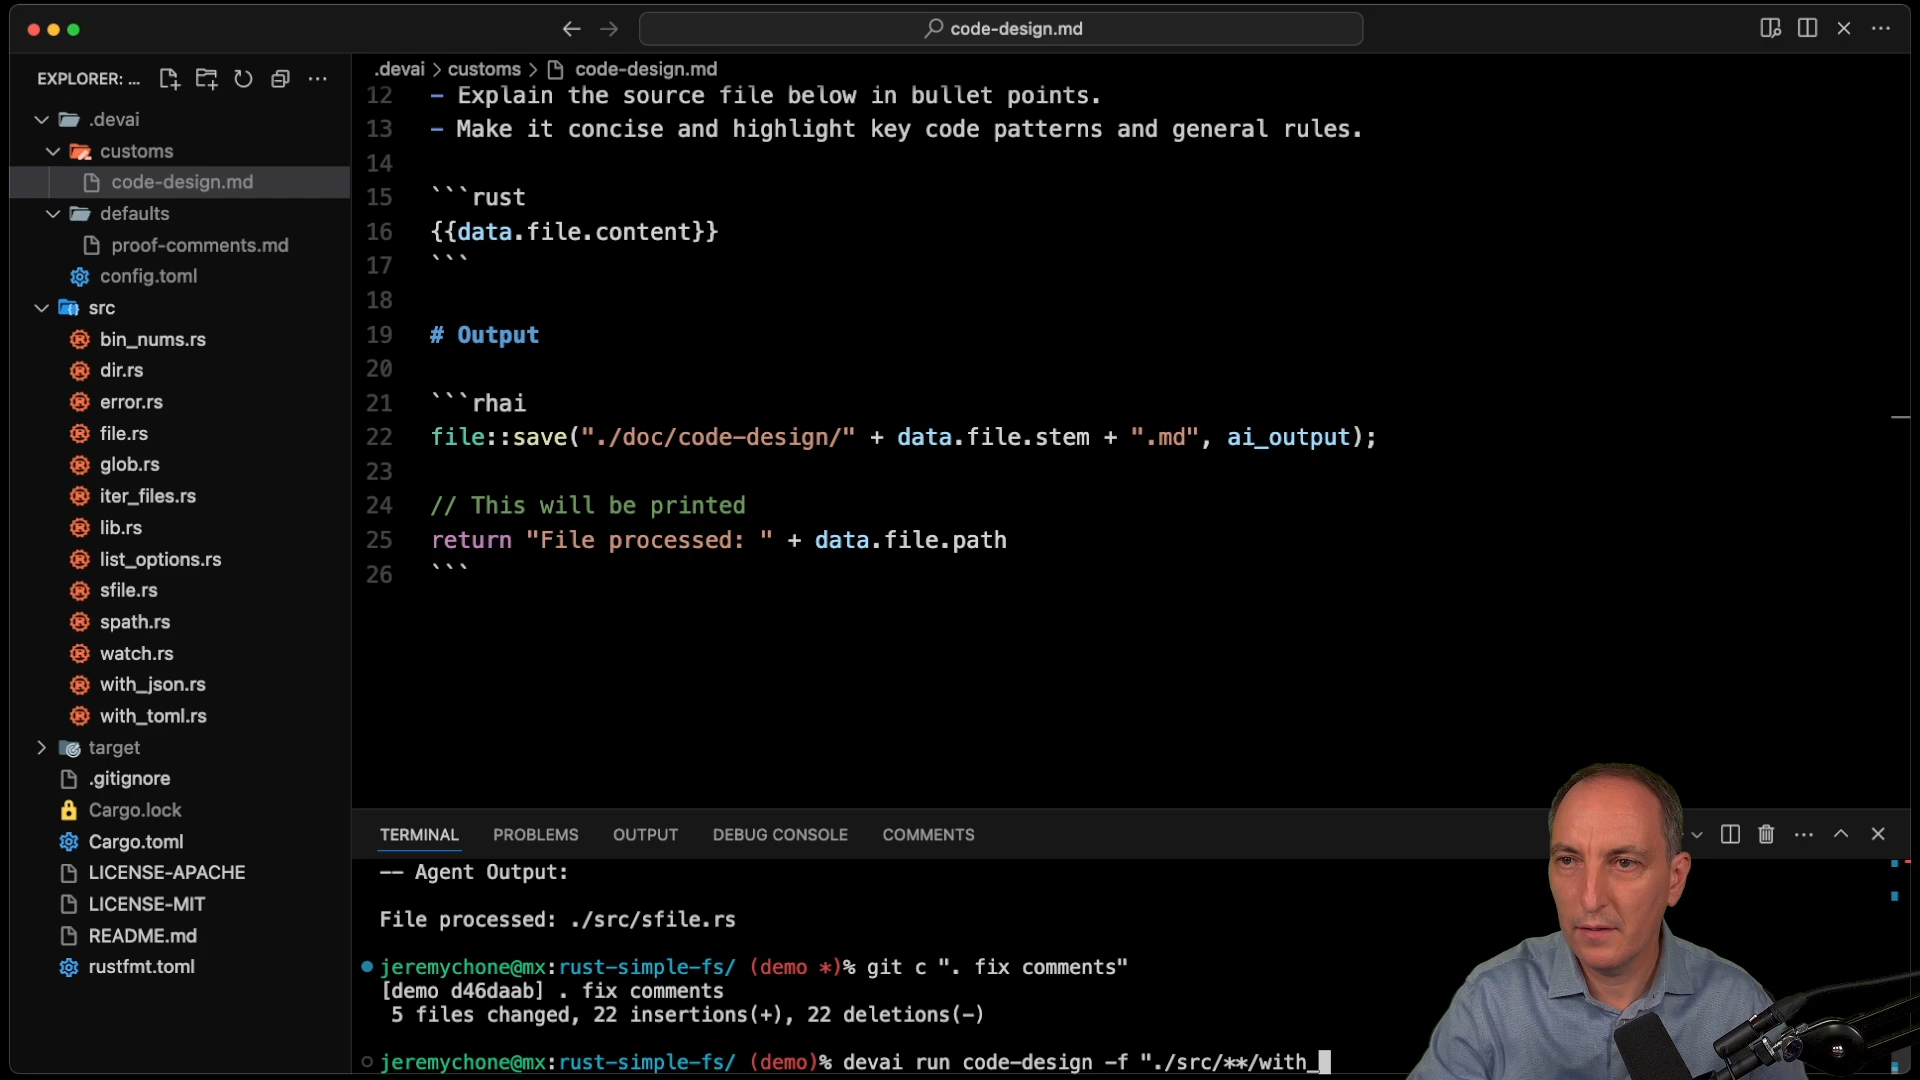 code-design.md
EXPLORER: ...
.devai
customs
code-design.md
defaults
proof-comments.md
config.toml
src
bin_nums.rs
dir.rs
error.rs
file.rs
glob.rs
iter_files.rs
lib.rs
list_options.rs
sfile.rs
spath.rs
watch.rs
with_json.rs
with_toml.rs
target
.gitignore
Cargo.lock
Cargo.toml
LICENSE-APACHE
LICENSE-MIT
README.md
rustfmt.toml
.devai > customs > code-design.md
12 - Explain the source file below in bullet points.
13 - Make it concise and highlight key code patterns and general rules.
14
15 ```rust
16 {{data.file.content}}
17 ```
18
19 # Output
20
21 ```rhai
22 file::save("./doc/code-design/" + data.file.stem + ".md", ai_output);
23
24 // This will be printed
25 return "File processed: " + data.file.path
26 ```
TERMINAL PROBLEMS OUTPUT DEBUG CONSOLE COMMENTS
-- Agent Output:
File processed: ./src/sfile.rs
jeremychone@mx:rust-simple-fs/ (demo *)% git c ". fix comments"
[demo d46daab] . fix comments
5 files changed, 22 insertions(+), 22 deletions(-)
jeremychone@mx:rust-simple-fs/ (demo)% devai run code-design -f "./src/**/with_